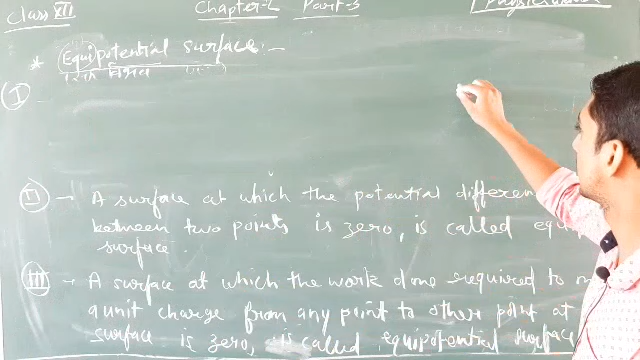 Class XII
Chapter-2 Part-3
* Equipotential surface :-
I -
II - A surface at which the potential differen
between two points is zero, is called equi
surface.
III - A surface at which the work done required to m
a unit charge from any point to other point at
surface is zero, is called equipotential surface